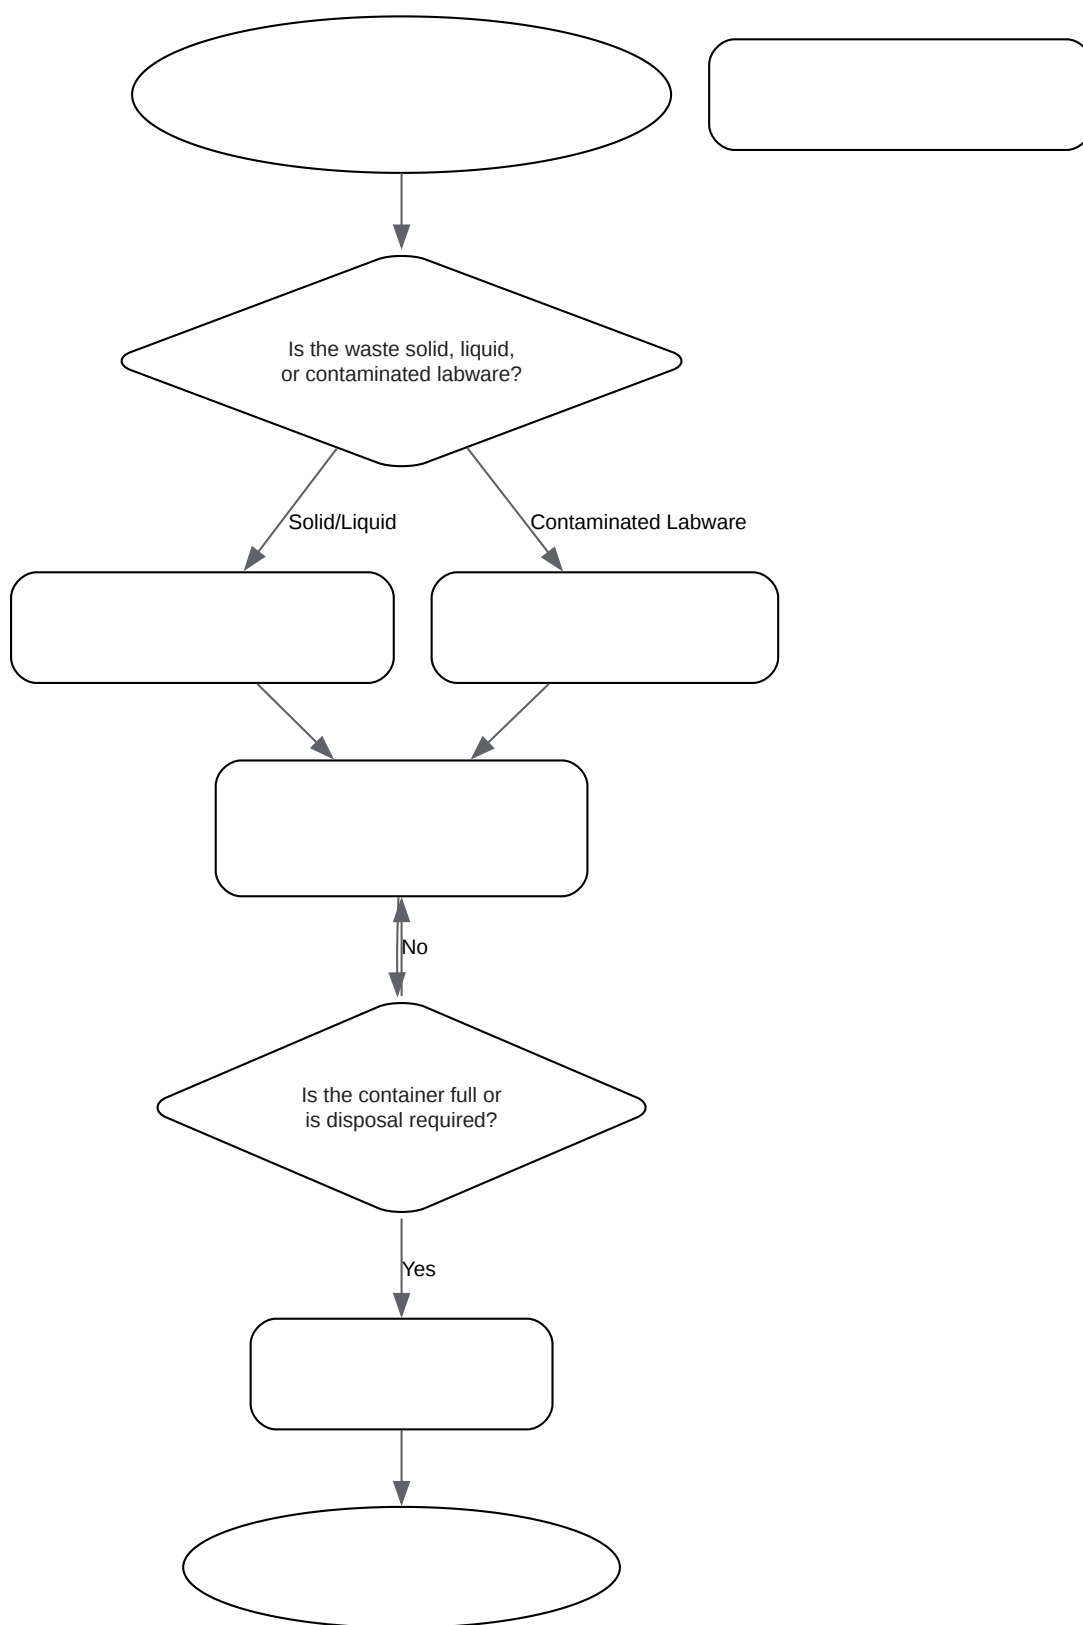 Is the waste solid, liquid,
or contaminated labware?
Solid/Liquid
Contaminated Labware
No
Is the container full or
is disposal required?
Yes